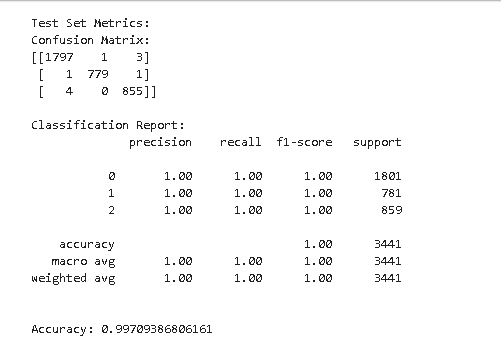 Test Set Metrics:
Confusion Matrix:
[[1797    1    3]
 [   1  779    1]
 [   4    0  855]]
Classification Report:
              precision    recall  f1-score   support
           0       1.00      1.00      1.00      1801
           1       1.00      1.00      1.00       781
           2       1.00      1.00      1.00       859
    accuracy                           1.00      3441
   macro avg       1.00      1.00      1.00      3441
weighted avg       1.00      1.00      1.00      3441
Accuracy: 0.99709386806161